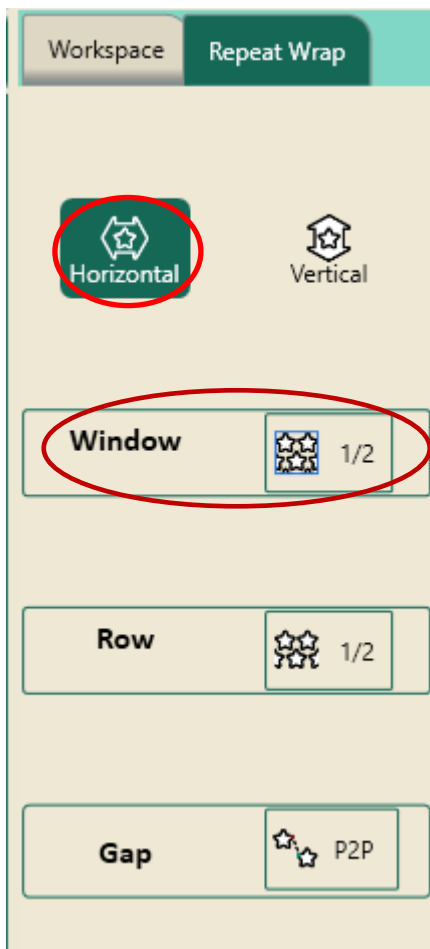 Workspace Repeat Wrap
Horizontal Vertical
Window 1/2
Row 1/2
Gap P2P